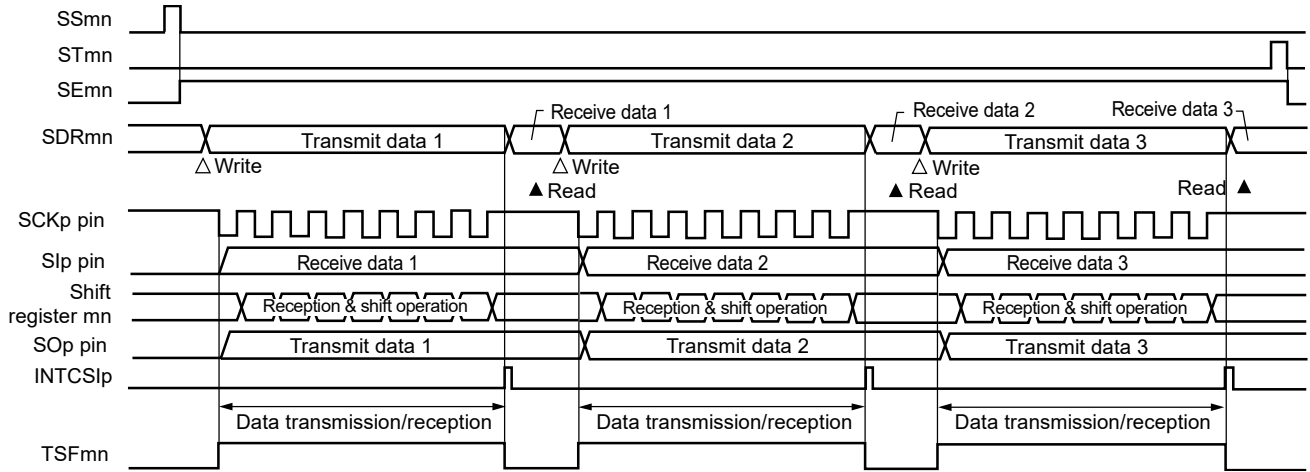 SSmn
STmn
SEmn
Receive data 1
Receive data 2
Receive data 3
SDRmn
Transmit data 1
Transmit data 2
Transmit data 3
△ Write
△ Write
△ Write
▲ Read
▲ Read
Read ▲
SCKp pin
SIp pin
Receive data 1
Receive data 2
Receive data 3
Shift
register mn
Reception & shift operation
Reception & shift operation
Reception & shift operation
SOp pin
Transmit data 1
Transmit data 2
Transmit data 3
INTCSIp
Data transmission/reception
Data transmission/reception
Data transmission/reception
TSFmn